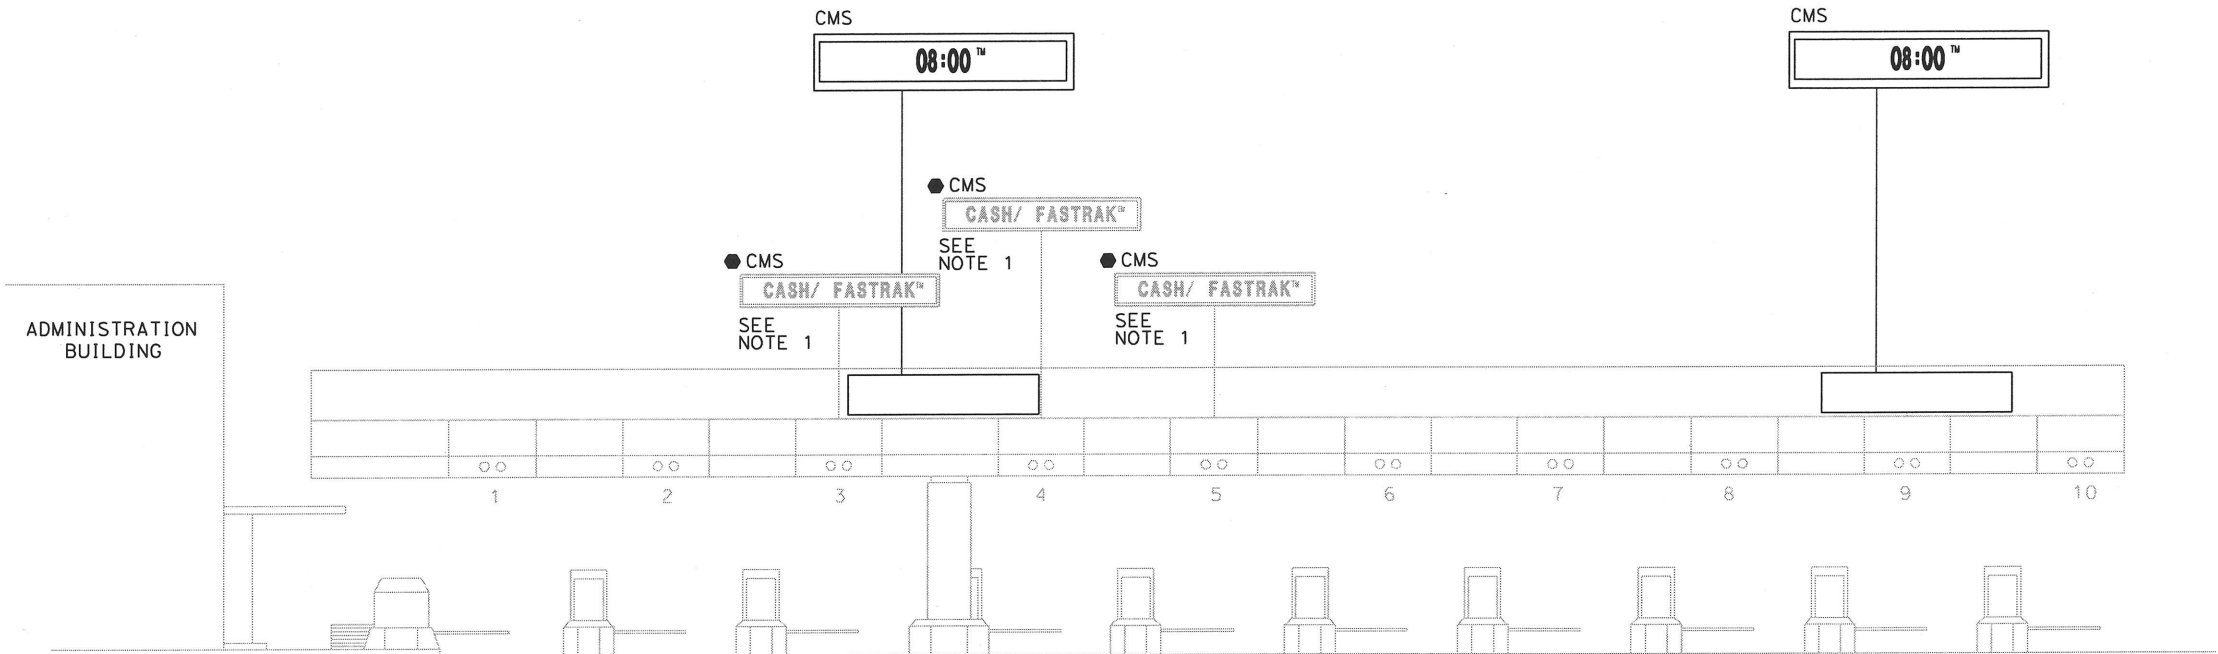 CMS
08:00™
CMS
08:00™
CMS
CASH/ FASTRAK™
SEE
NOTE 1
CMS
CASH/ FASTRAK™
SEE
NOTE 1
CMS
CASH/ FASTRAK™
SEE
NOTE 1
ADMINISTRATION
BUILDING
1 2 3 4 5 6 7 8 9 10